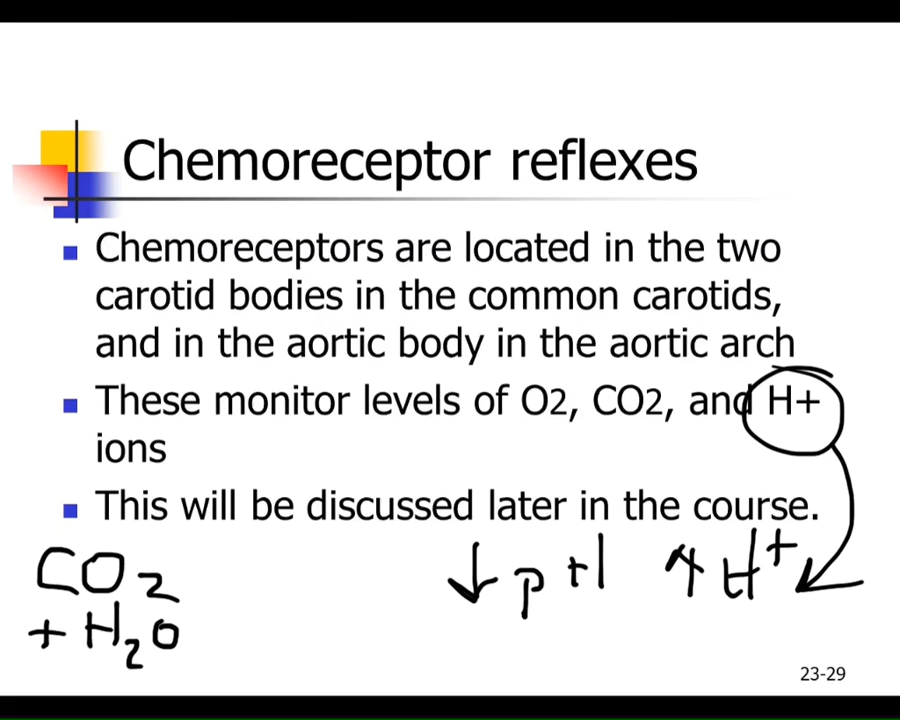 Chemoreceptor reflexes
Chemoreceptors are located in the two
carotid bodies in the common carotids,
and in the aortic body in the aortic arch
These monitor levels of O2, CO2, and H+
ions
This will be discussed later in the course.
CO2
+ H2O
↓ pH ↑ H+
23-29